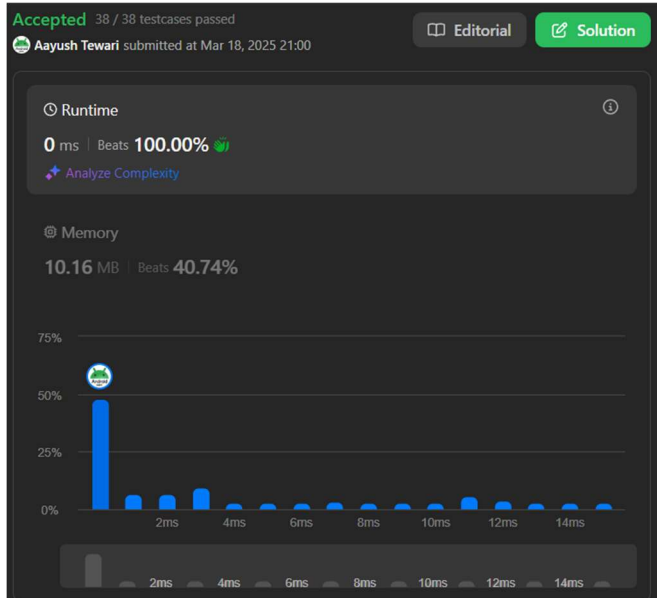 Accepted 38 / 38 testcases passed
Aayush Tewari submitted at Mar 18, 2025 21:00
Editorial
Solution
Runtime
0 ms | Beats 100.00%
Analyze Complexity
Memory
10.16 MB | Beats 40.74%
75%
50%
25%
0%
2ms 4ms 6ms 8ms 10ms 12ms 14ms
2ms 4ms 6ms 8ms 10ms 12ms 14ms